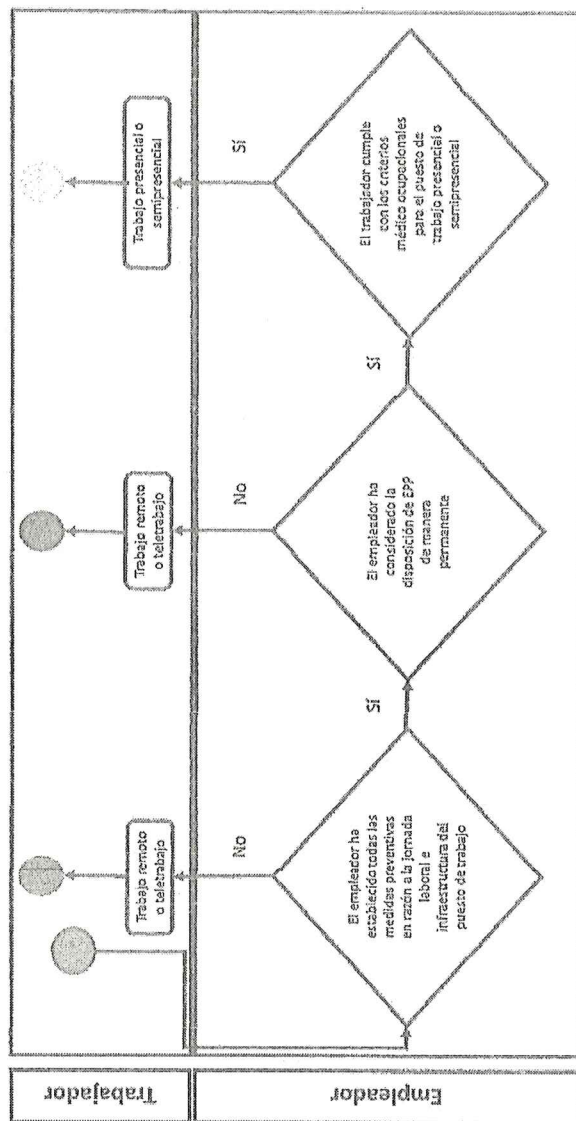 Trabajador
Trabajo remoto
o teletrabajo
Trabajo remoto
o teletrabajo
Trabajo presencial o
semipresencial
No
No
Sí
Empleador
El empleador ha
establecido todas las
medidas preventivas
en razón a la jornada
laboral e
infraestructura del
puesto de trabajo
Sí
El empleador ha
considerado la
disposición de EPP
de manera
permanente
Sí
El trabajador cumple
con los criterios
médico ocupacionales
para el puesto de
trabajo presencial o
semipresencial